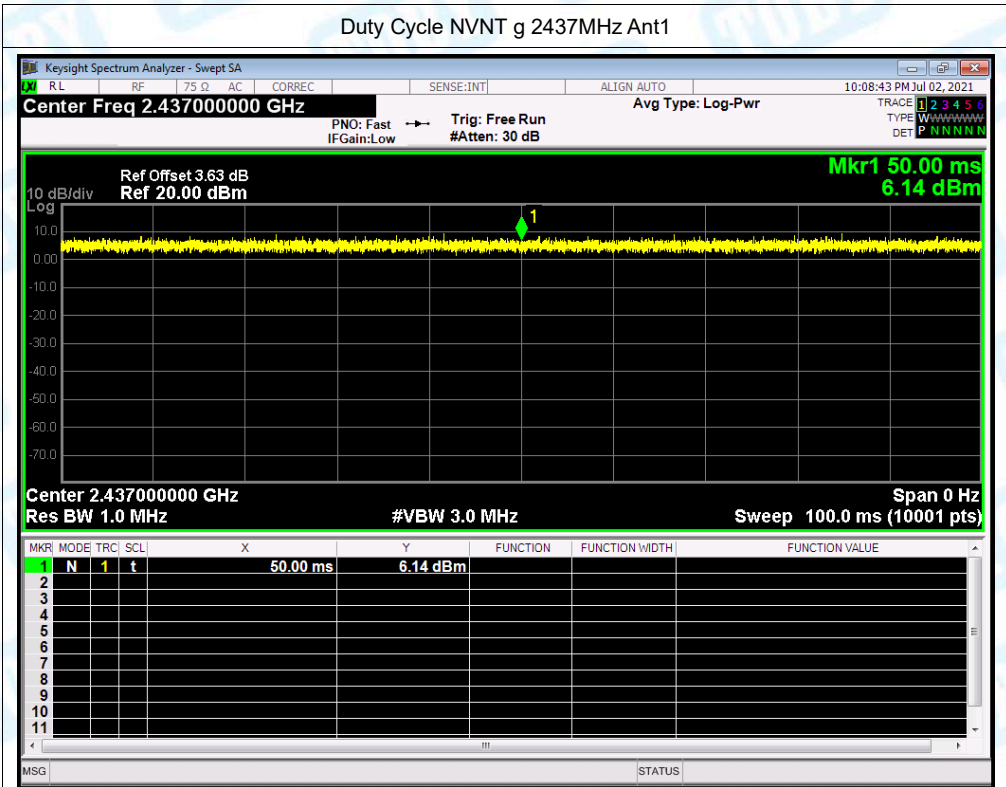 Duty Cycle NVNT g 2437MHz Ant1
Keysight Spectrum Analyzer - Swept SA
LXI RL RF 75 Ω AC CORREC SENSE:INT ALIGN AUTO 10:08:43 PM Jul 02, 2021
Center Freq 2.437000000 GHz Avg Type: Log-Pwr TRACE 1 2 3 4 5 6
PNO: Fast Trig: Free Run TYPE WWWWWW
IFGain:Low #Atten: 30 dB DET P NNNNN
Ref Offset 3.63 dB Mkr1 50.00 ms
10 dB/div Ref 20.00 dBm 6.14 dBm
Log
1
10.0
0.00
-10.0
-20.0
-30.0
-40.0
-50.0
-60.0
-70.0
Center 2.437000000 GHz Span 0 Hz
Res BW 1.0 MHz #VBW 3.0 MHz Sweep 100.0 ms (10001 pts)
MKR MODE TRC SCL X Y FUNCTION FUNCTION WIDTH FUNCTION VALUE
1 N 1 t 50.00 ms 6.14 dBm
2
3
4
5
6
7
8
9
10
11
MSG STATUS